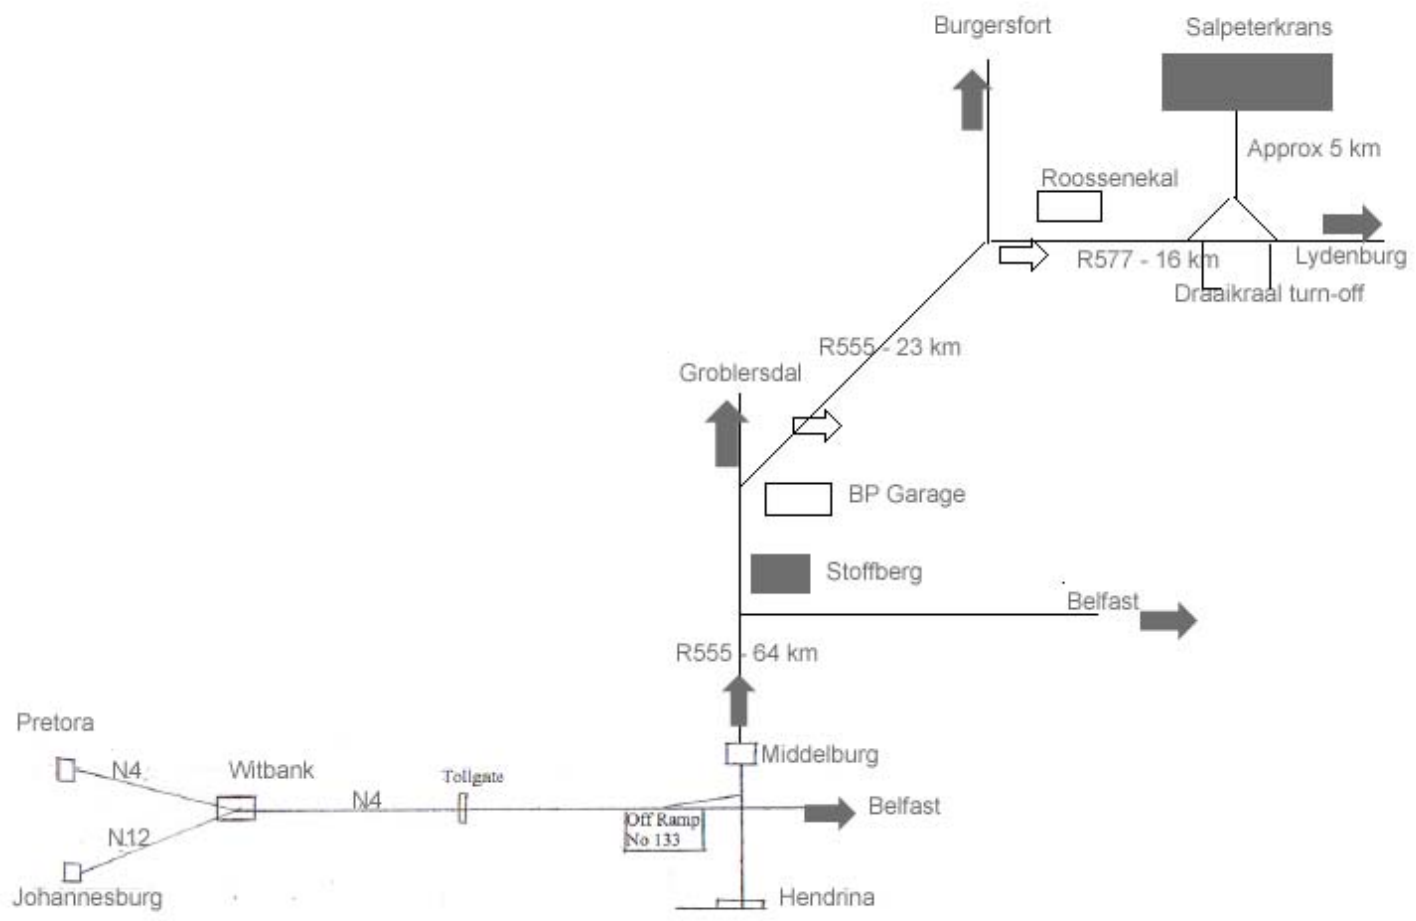 Burgersfort
Salpeterkrans
Approx 5 km
Roossenekal
R577 - 16 km
Lydenburg
Draaikraal turn-off
R555 - 23 km
Groblersdal
BP Garage
Stoffberg
Belfast
R555 - 64 km
Pretora
Middelburg
N4
Witbank
Tollgate
N4
Belfast
Off Ramp
No 133
N12
Johannesburg
Hendrina